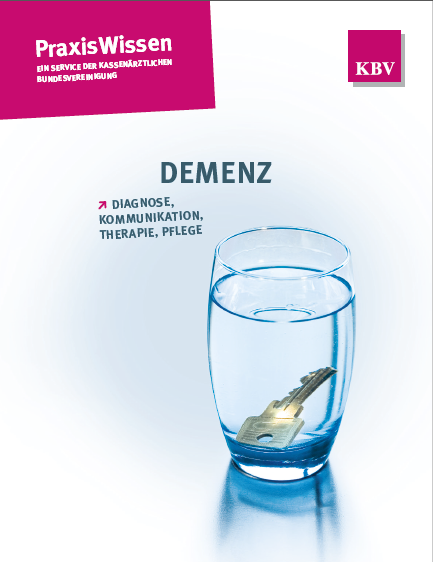 PraxisWissen
EIN SERVICE DER KASSENÄRZTLICHEN
BUNDESVEREINIGUNG
KBV
DEMENZ
DIAGNOSE,
KOMMUNIKATION,
THERAPIE, PFLEGE